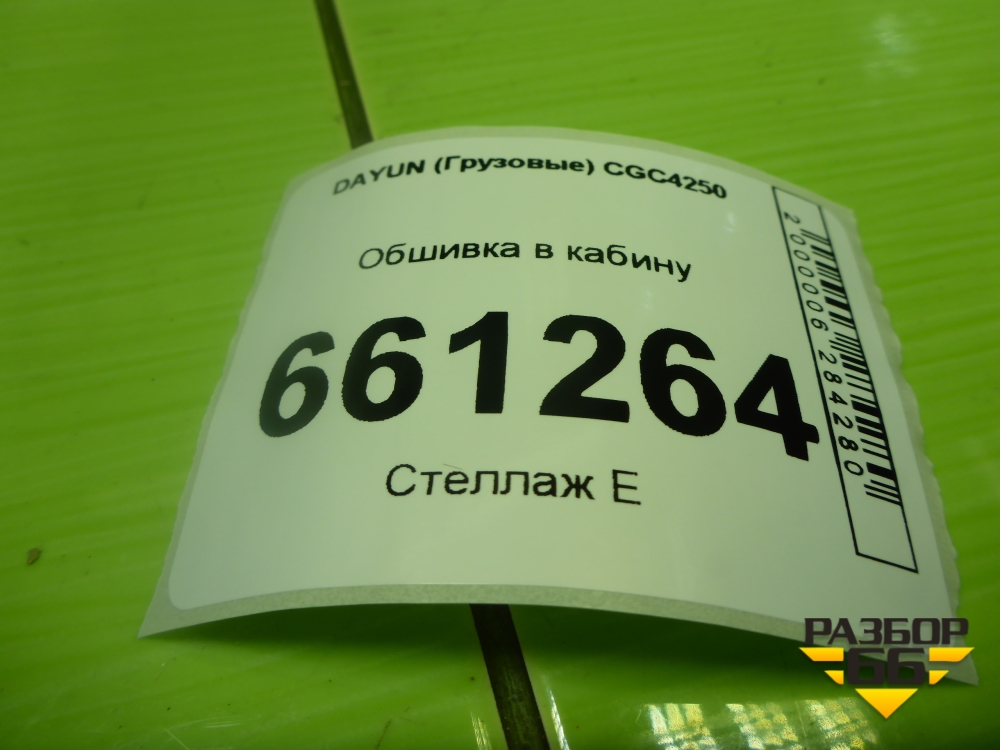 DAYUN (Грузовые) CGC4250
Обшивка в кабину
661264
Стеллаж Е
2000006284280
РАЗБОР
66